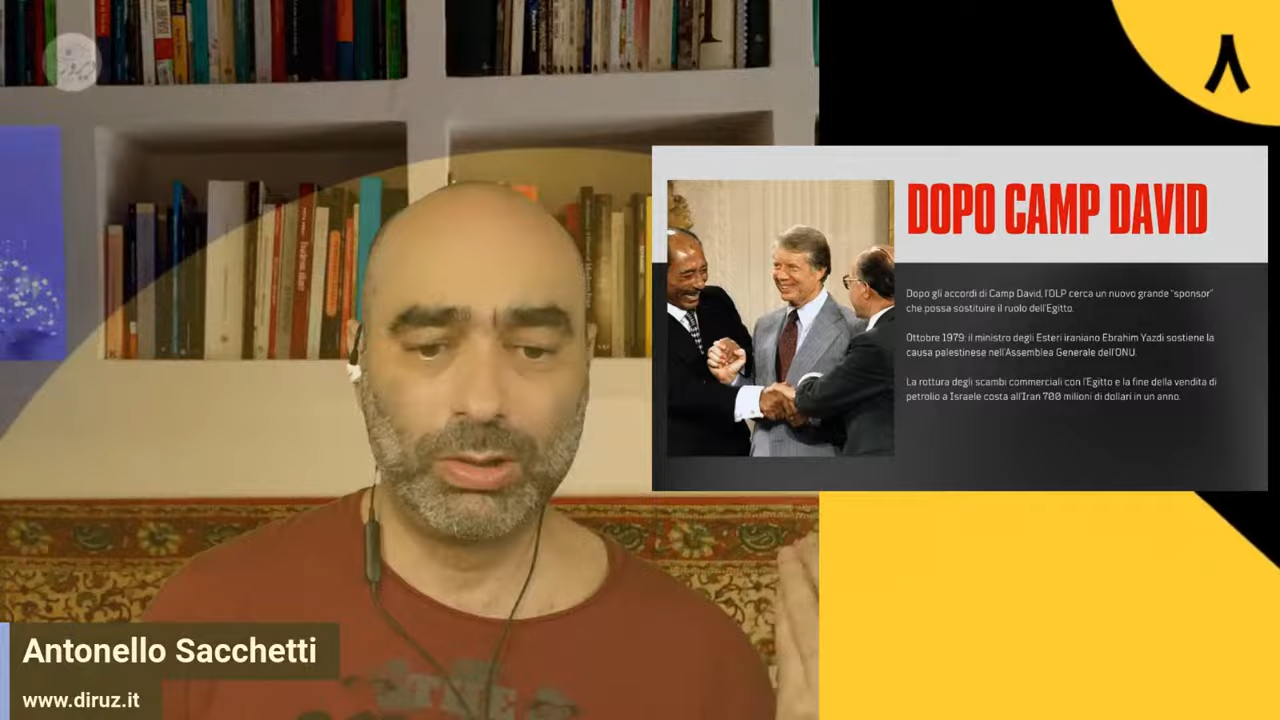 DOPO CAMP DAVID
Dopo gli accordi di Camp David, l'OLP cerca un nuovo grande "sponsor"
che possa sostituire il ruolo dell'Egitto.
Ottobre 1979: il ministro degli Esteri iraniano Ebrahim Yazdi sostiene la
causa palestinese nell'Assemblea Generale dell'ONU.
La rottura degli scambi commerciali con l'Egitto e la fine della vendita di
petrolio a Israele costa all'Iran 700 milioni di dollari in un anno.
Antonello Sacchetti
www.diruz.it